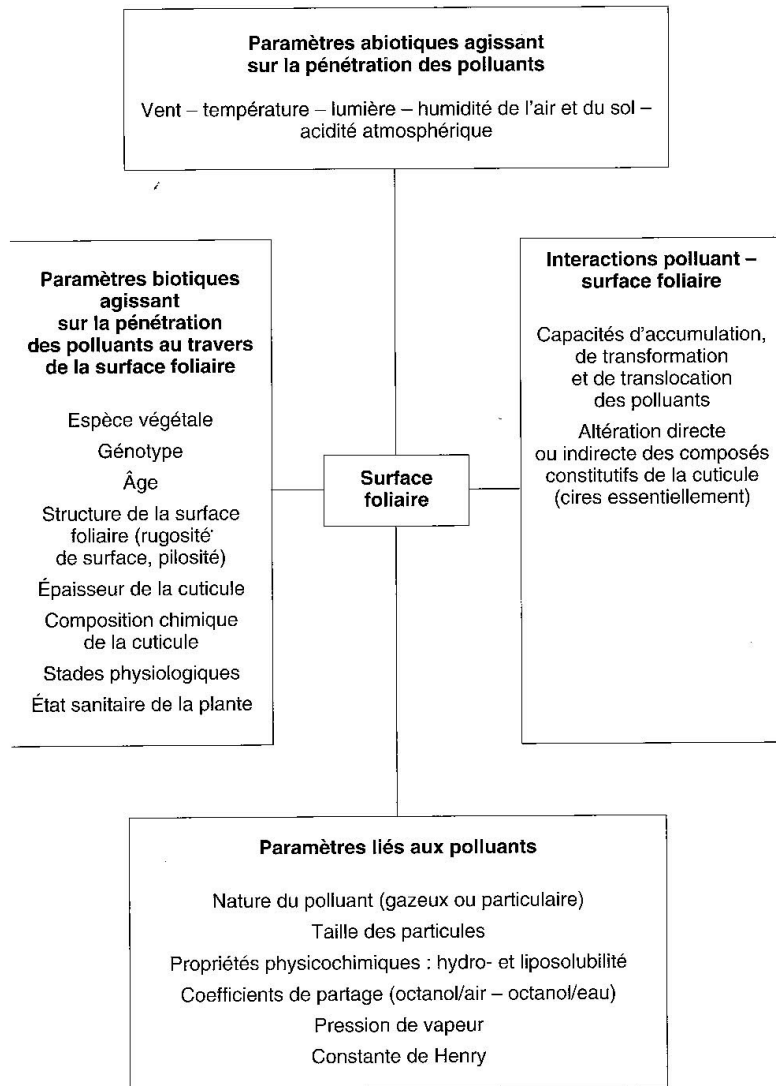 Paramètres abiotiques agissant
sur la pénétration des polluants
Vent – température – lumière – humidité de l'air et du sol –
acidité atmosphérique
Paramètres biotiques
agissant
sur la pénétration
des polluants au travers
de la surface foliaire
Espèce végétale
Génotype
Âge
Structure de la surface
foliaire (rugosité
de surface, pilosité)
Épaisseur de la cuticule
Composition chimique
de la cuticule
Stades physiologiques
État sanitaire de la plante
Surface
foliaire
Interactions polluant –
surface foliaire
Capacités d'accumulation,
de transformation
et de translocation
des polluants
Altération directe
ou indirecte des composés
constitutifs de la cuticule
(cires essentiellement)
Paramètres liés aux polluants
Nature du polluant (gazeux ou particulaire)
Taille des particules
Propriétés physicochimiques : hydro- et liposolubilité
Coefficients de partage (octanol/air – octanol/eau)
Pression de vapeur
Constante de Henry